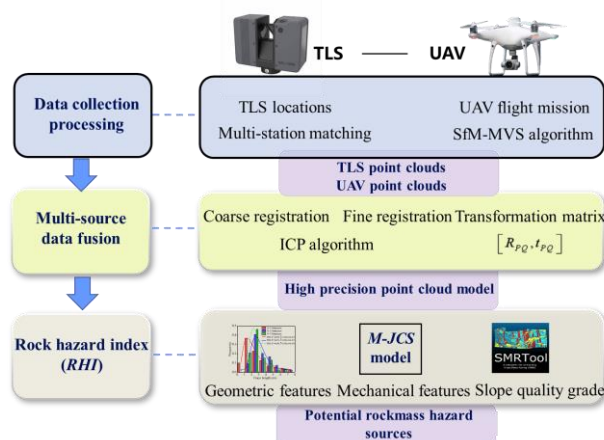 TLS
UAV
Data collection
processing
TLS locations
UAV flight mission
Multi-station matching
SfM-MVS algorithm
TLS point clouds
UAV point clouds
Multi-source
data fusion
Coarse registration
Fine registration
Transformation matrix
ICP algorithm
[R_PQ, t_PQ]
High precision point cloud model
Rock hazard index
(RHI)
M-JCS
model
SMRTool
Geometric features
Mechanical features
Slope quality grade
Potential rockmass hazard
sources